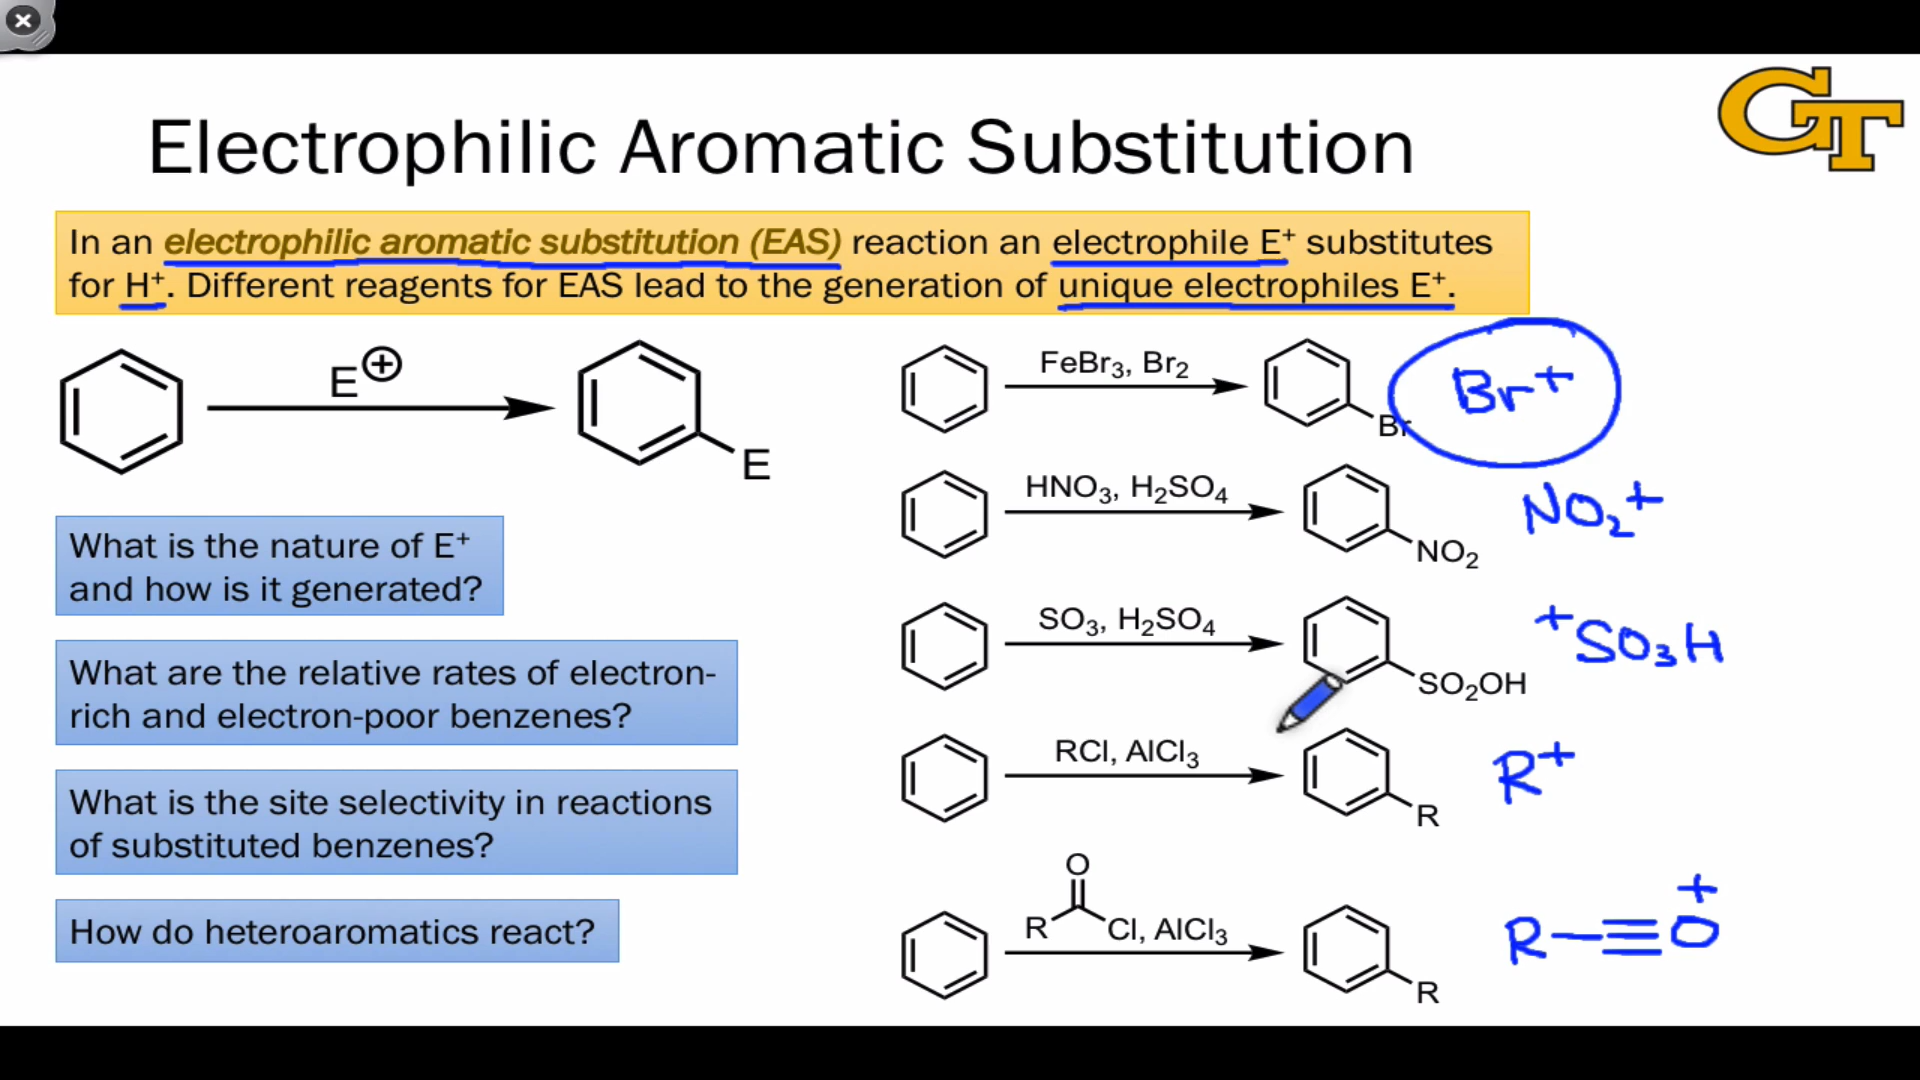 GT
Electrophilic Aromatic Substitution
In an electrophilic aromatic substitution (EAS) reaction an electrophile E⁺ substitutes
for H⁺. Different reagents for EAS lead to the generation of unique electrophiles E⁺.
E⊕
E
What is the nature of E⁺
and how is it generated?
What are the relative rates of electron-
rich and electron-poor benzenes?
What is the site selectivity in reactions
of substituted benzenes?
How do heteroaromatics react?
FeBr₃, Br₂
Br
Br⁺
HNO₃, H₂SO₄
NO₂
NO₂⁺
SO₃, H₂SO₄
SO₂OH
⁺SO₃H
RCl, AlCl₃
R
R⁺
O
R Cl, AlCl₃
R
R—≡O⁺